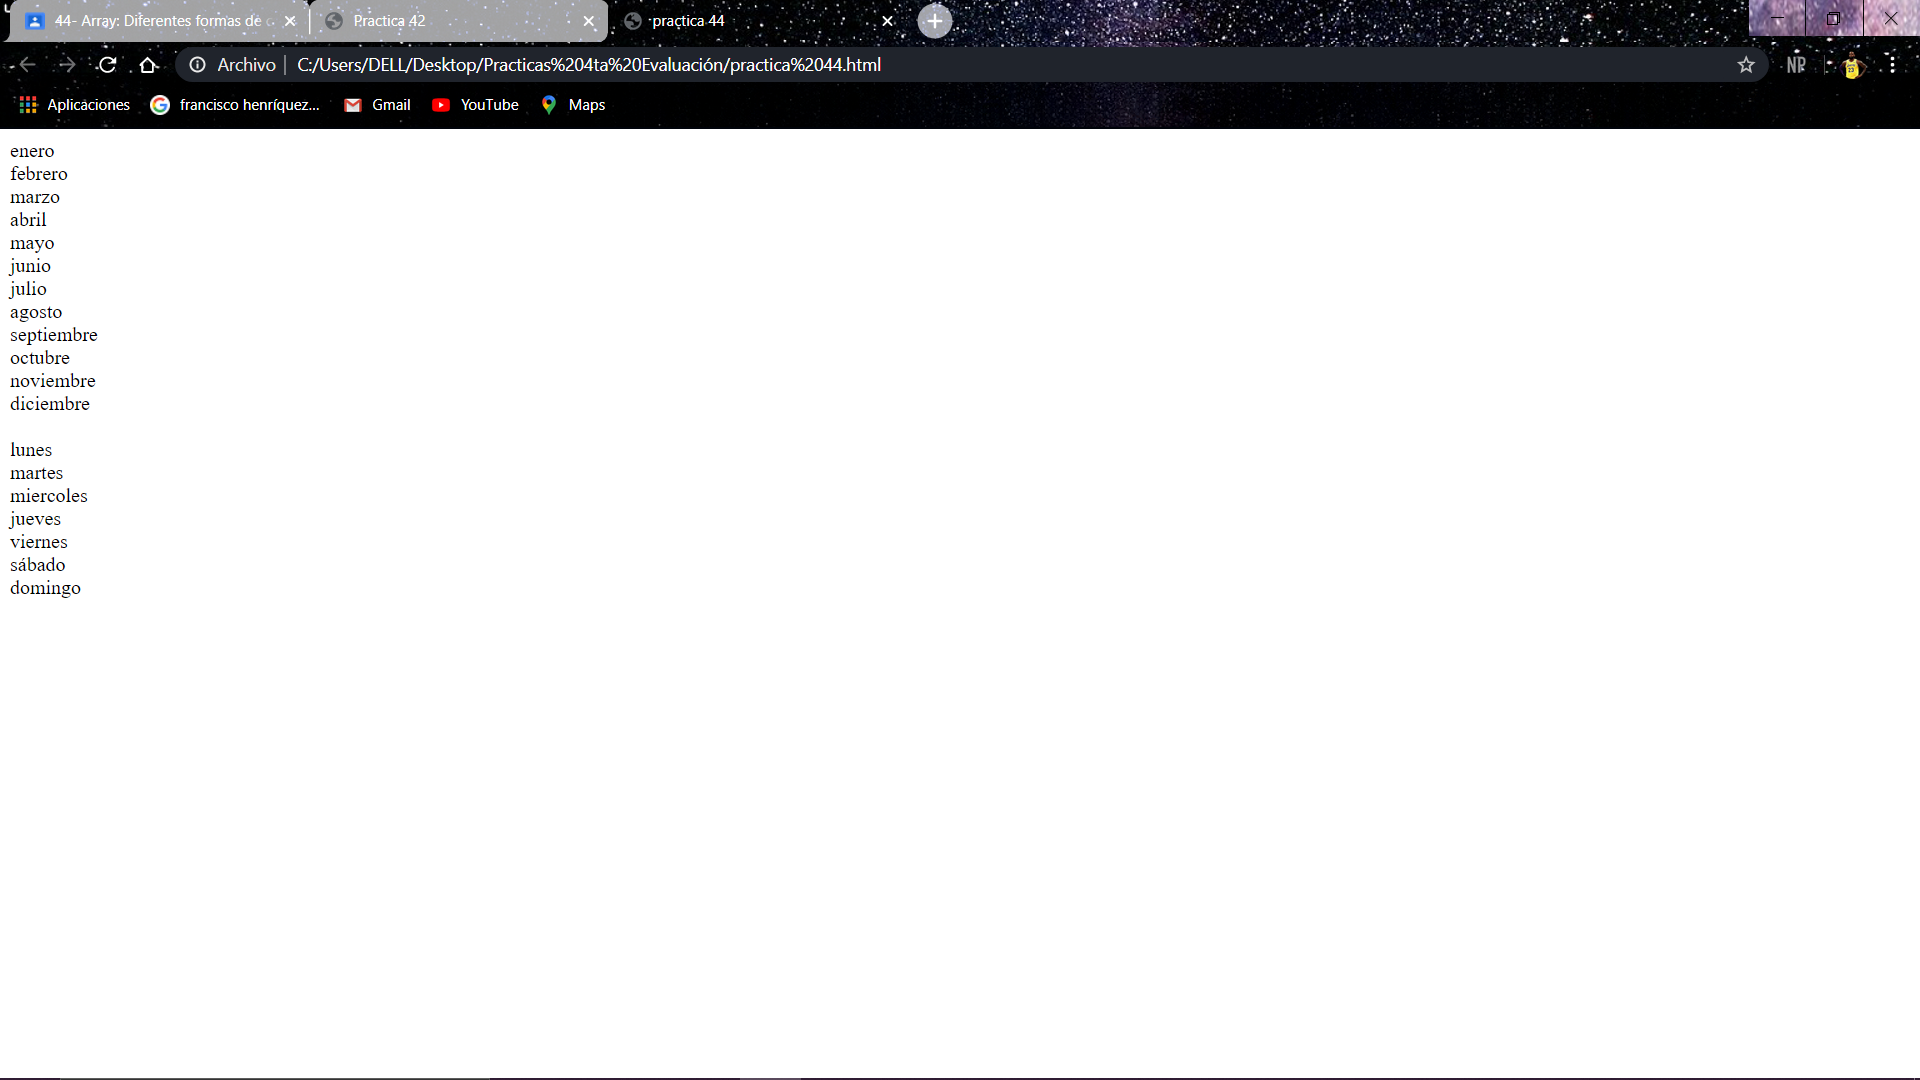 44- Array: Diferentes formas de c
Practica 42
practica 44
Archivo | C:/Users/DELL/Desktop/Practicas%204ta%20Evaluación/practica%2044.html
NP
Aplicaciones
francisco henríquez...
Gmail
YouTube
Maps
enero
febrero
marzo
abril
mayo
junio
julio
agosto
septiembre
octubre
noviembre
diciembre
lunes
martes
miercoles
jueves
viernes
sábado
domingo